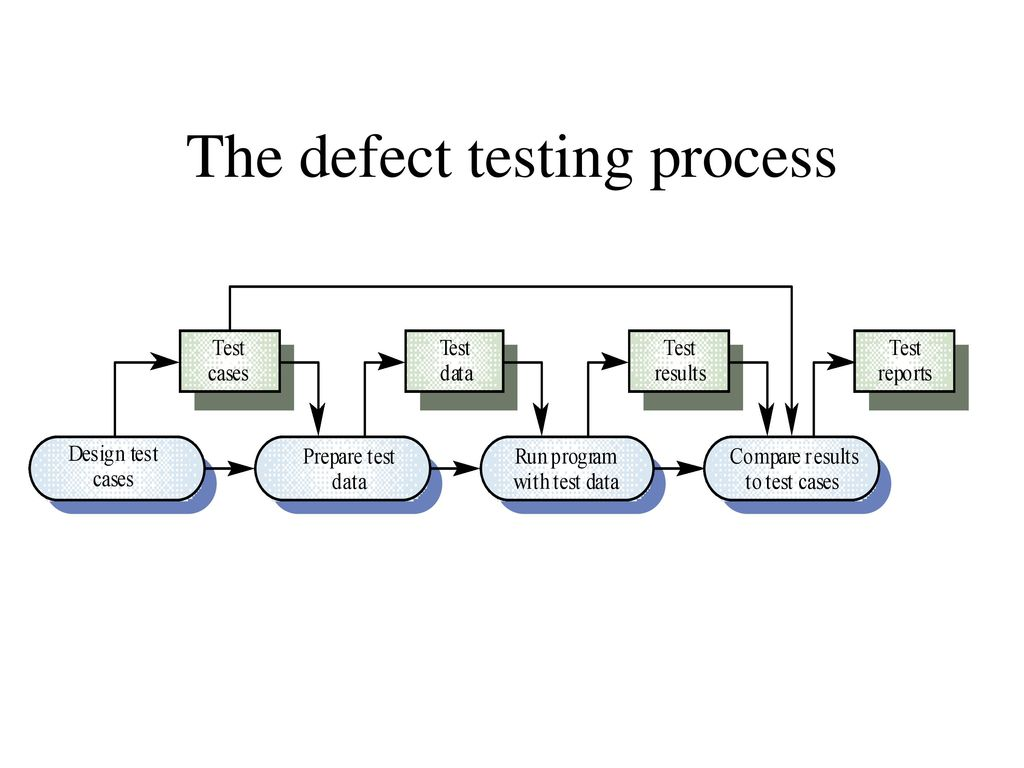 The defect testing process
Test
cases
Test
data
Test
results
Test
reports
Design test
cases
Prepare test
data
Run program
with test data
Compare results
to test cases